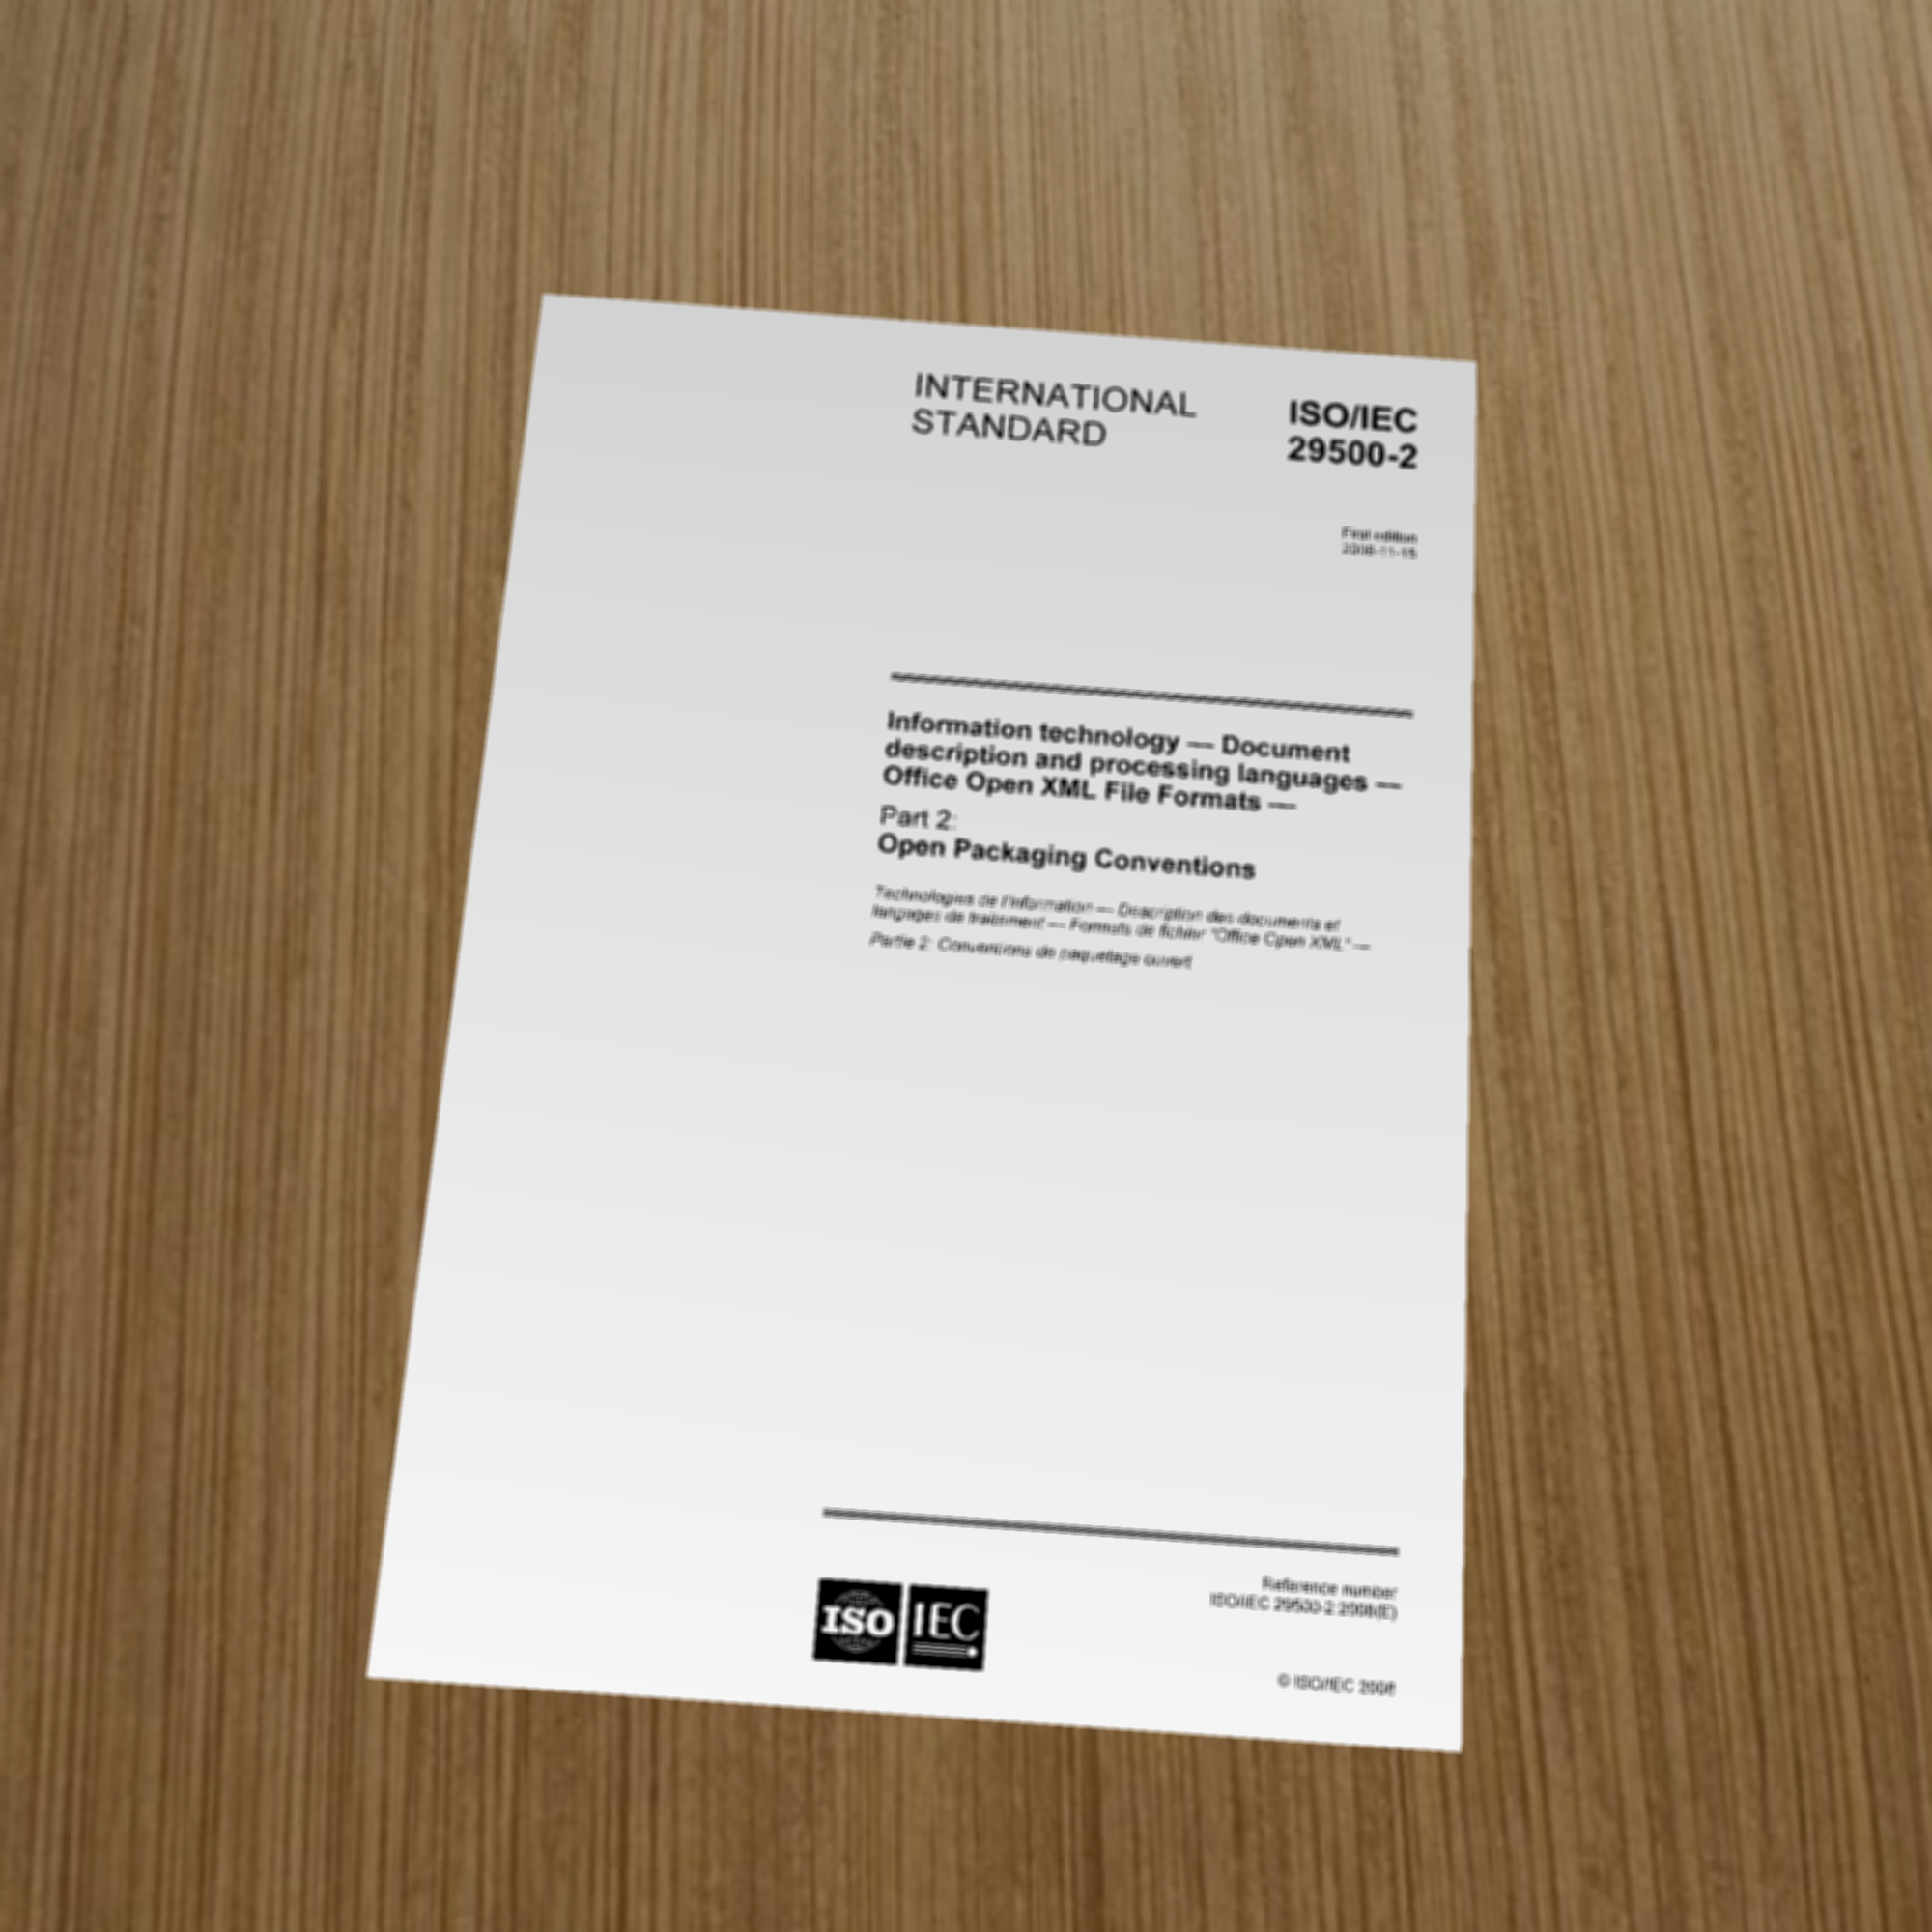 INTERNATIONAL
STANDARD
ISO/IEC
29500-2
First edition
2008-11-15
Information technology — Document
description and processing languages —
Office Open XML File Formats —
Part 2:
Open Packaging Conventions
Technologies de l'information — Description des documents et
langages de traitement — Formats de fichier "Office Open XML" —
Partie 2: Conventions de paquetage ouvert
ISO IEC
Reference number
ISO/IEC 29500-2:2008(E)
© ISO/IEC 2008